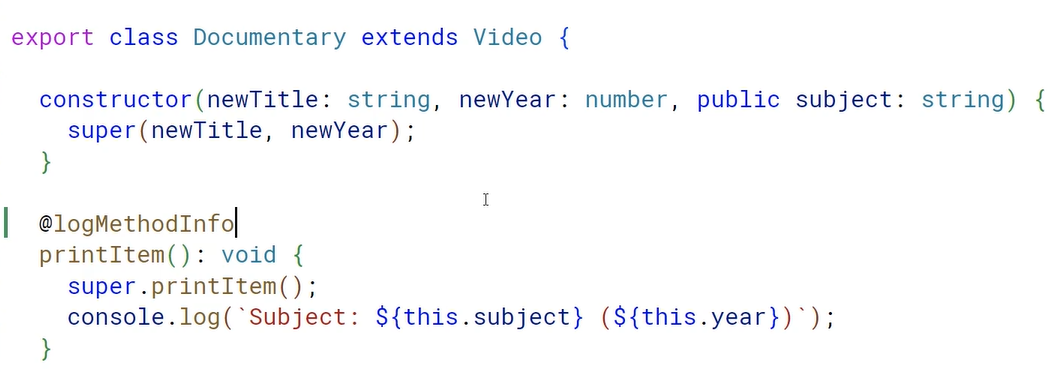 export class Documentary extends Video {
constructor(newTitle: string, newYear: number, public subject: string) {
super(newTitle, newYear);
}
@logMethodInfo
printItem(): void {
super.printItem();
console.log(`Subject: ${this.subject} (${this.year})`);
}